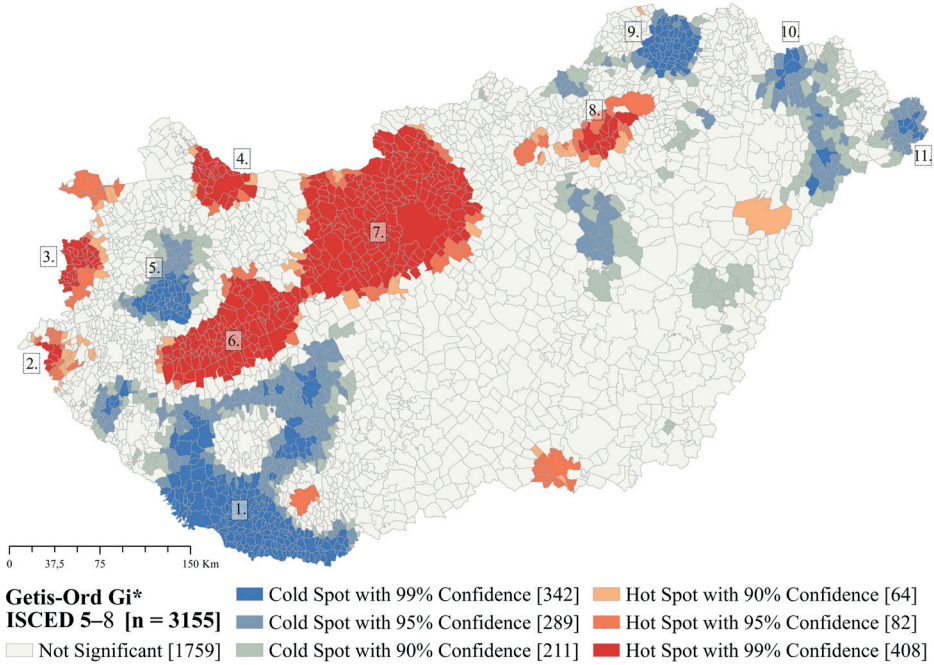 9.
10.
8.
11.
4.
7.
3.
5.
6.
2.
1.
0 37,5 75 150 Km
Getis-Ord Gi*
ISCED 5–8 [n = 3155]
Not Significant [1759]
Cold Spot with 99% Confidence [342]
Cold Spot with 95% Confidence [289]
Cold Spot with 90% Confidence [211]
Hot Spot with 90% Confidence [64]
Hot Spot with 95% Confidence [82]
Hot Spot with 99% Confidence [408]